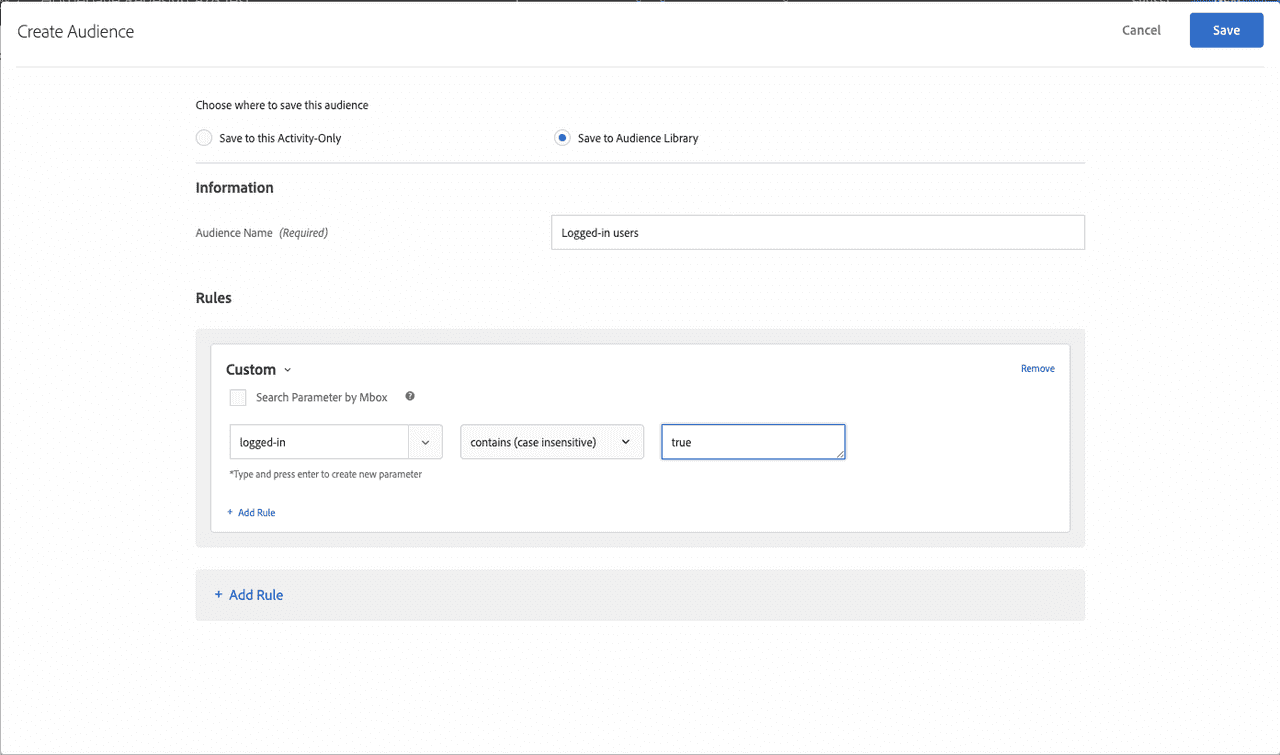 Create Audience
Cancel
Save
Choose where to save this audience
Save to this Activity-Only
Save to Audience Library
Information
Audience Name (Required)
Logged-in users
Rules
Custom
Remove
Search Parameter by Mbox
?
logged-in
contains (case insensitive)
true
*Type and press enter to create new parameter
+ Add Rule
+ Add Rule